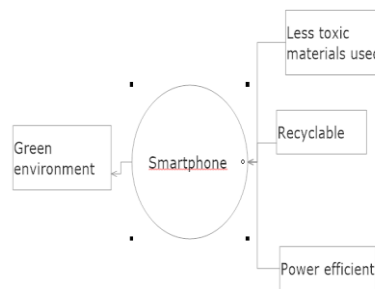 Less toxic
materials used
Recyclable
Green
environment
Smartphone
Power efficient